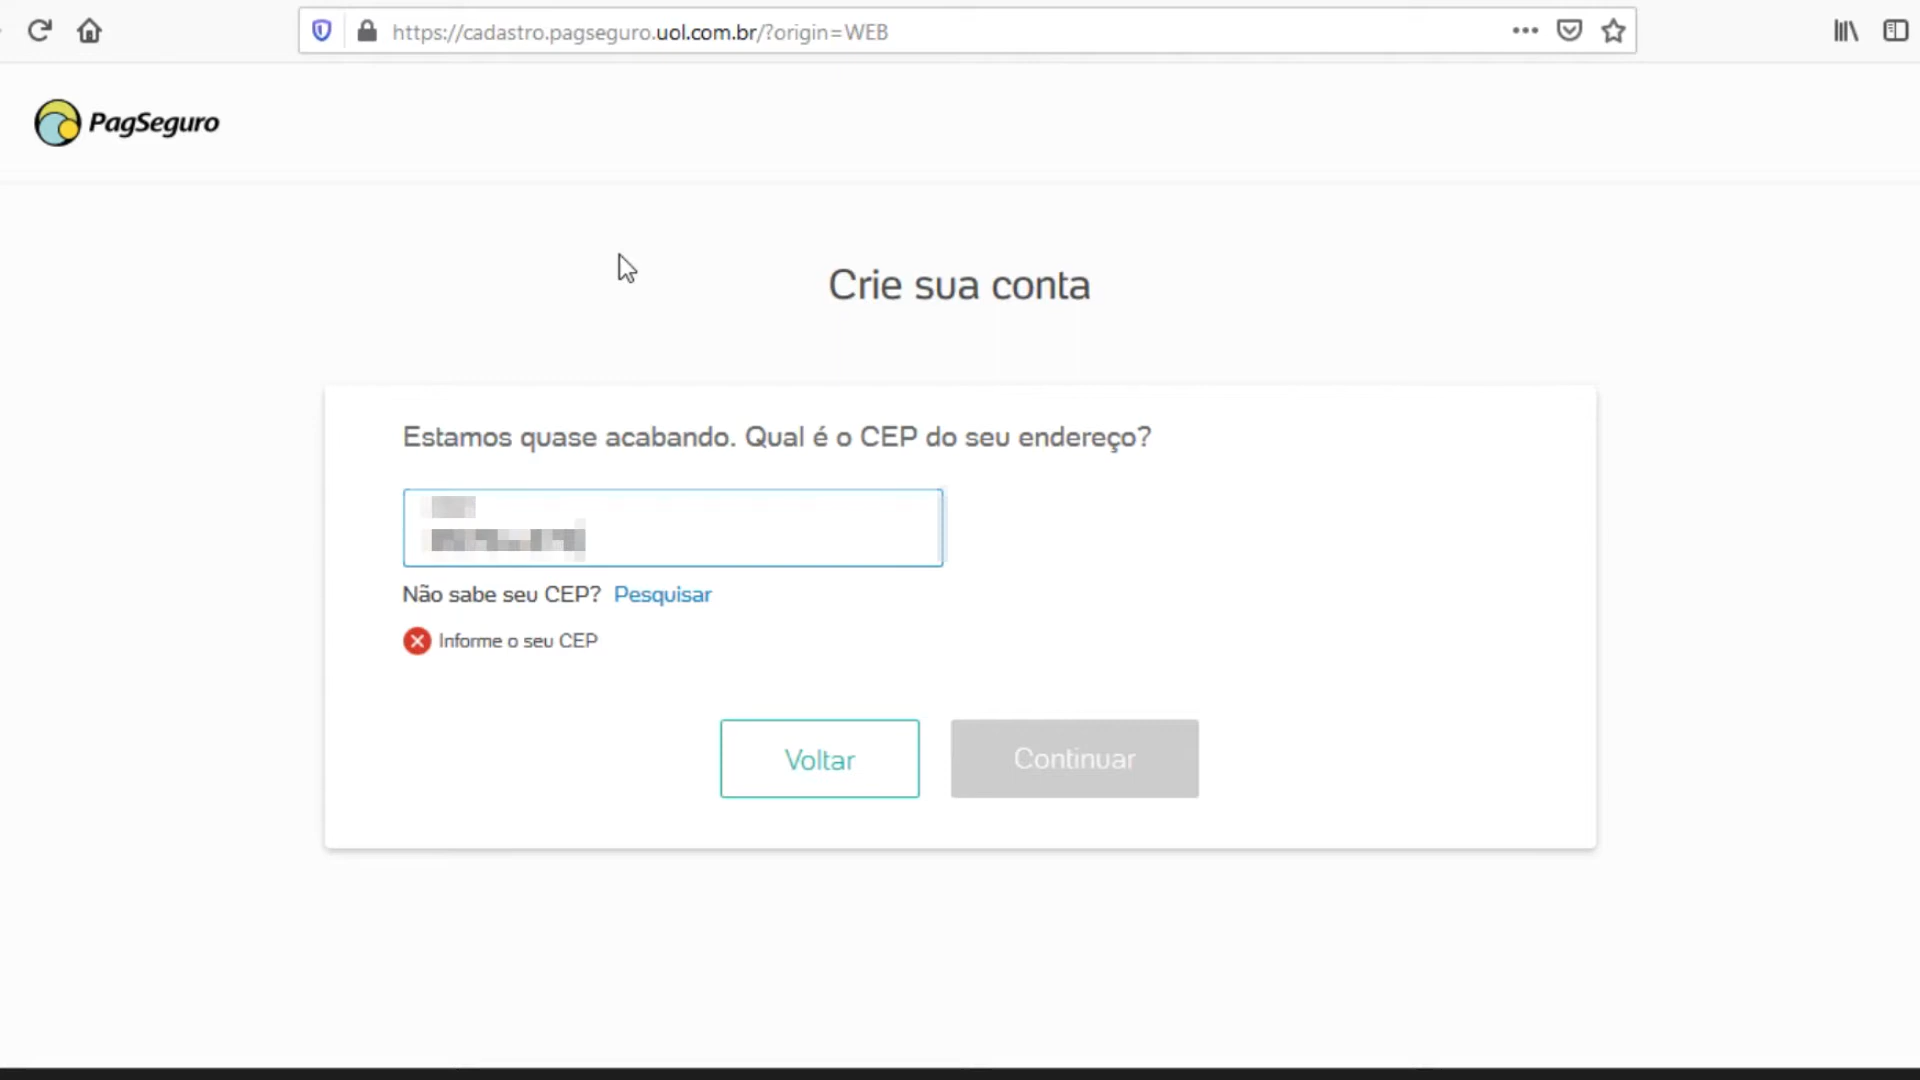 https://cadastro.pagseguro.uol.com.br/?origin=WEB
PagSeguro
Crie sua conta
Estamos quase acabando. Qual é o CEP do seu endereço?
Não sabe seu CEP? Pesquisar
Informe o seu CEP
Voltar
Continuar